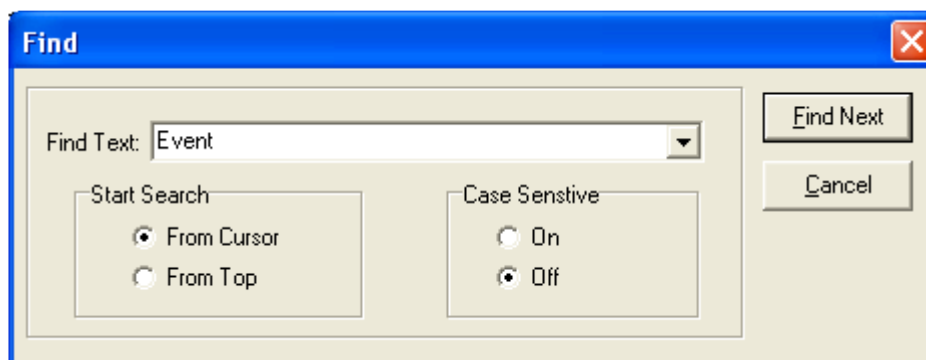 Find
Find Text: Event
Find Next
Cancel
Start Search
From Cursor
From Top
Case Senstive
On
Off